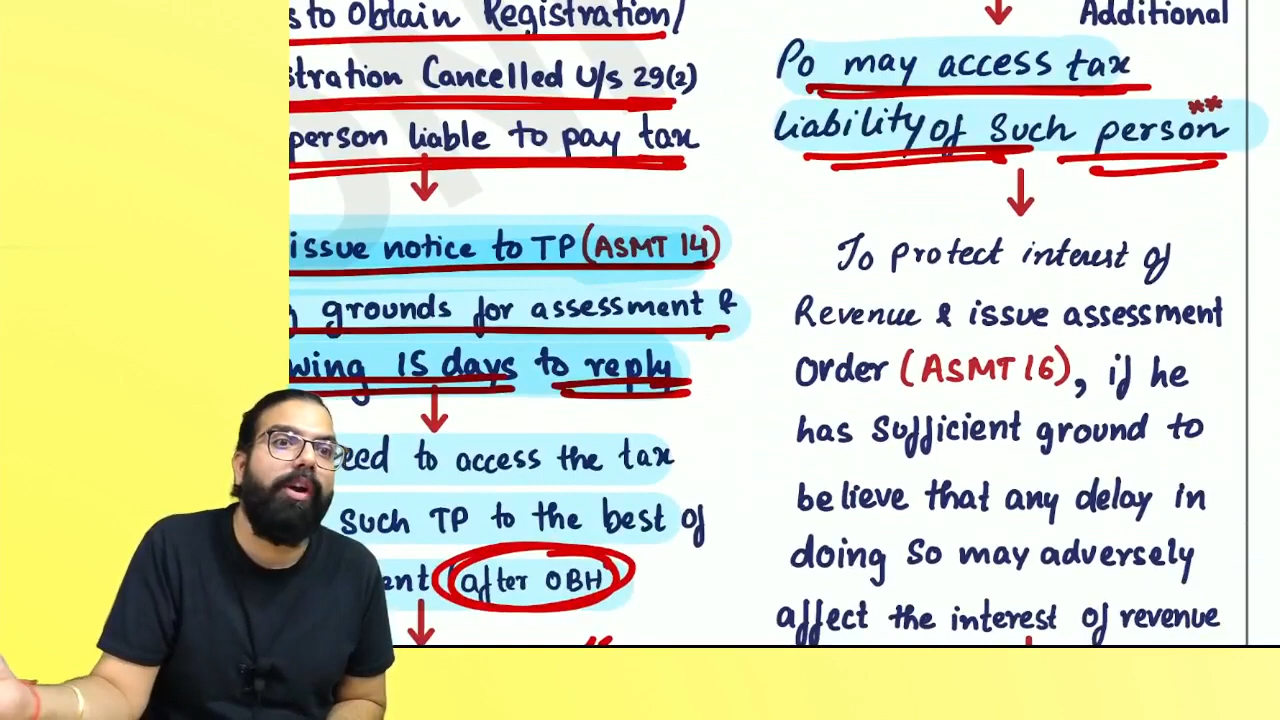 s to Obtain Registration/
stration Cancelled U/s 29(2)
person liable to pay tax
issue notice to TP (ASMT 14)
grounds for assessment &
wing 15 days to reply
eed to access the tax
such TP to the best of
ent (after OBH)
Additional
Po may access tax
liability of Such person**
To protect interest of
Revenue & issue assessment
Order (ASMT 16), if he
has Sufficient ground to
believe that any delay in
doing So may adversely
affect the interest of revenue